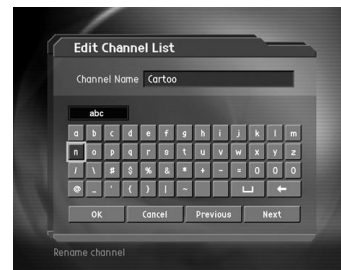 Edit Channel List
Channel Name Cartoo
abc
a b c d e f g h i j k l m
n o p q r s t u v w x y z
! \ # $ % & * + - = 0 0 0
@ _ ' { } | ~
OK Cancel Previous Next
Rename channel